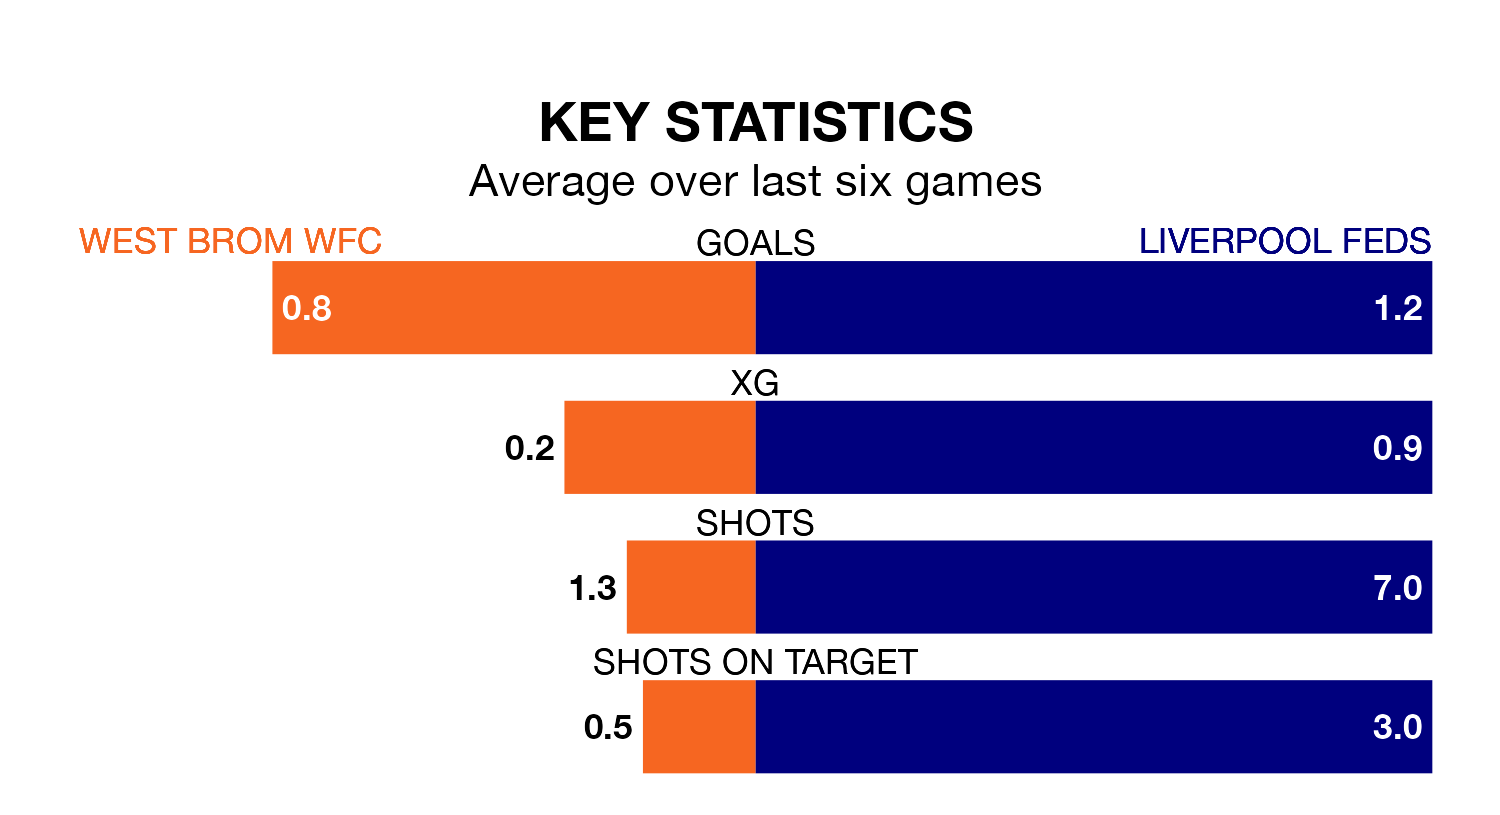 KEY STATISTICS
Average over last six games
WEST BROM WFC GOALS LIVERPOOL FEDS
0.8 1.2
XG
0.2 0.9
SHOTS
1.3 7.0
SHOTS ON TARGET
0.5 3.0